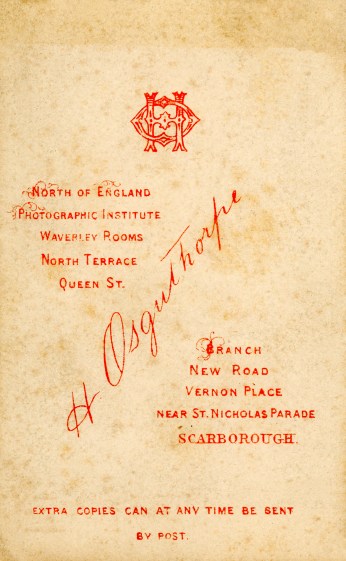 HO
NORTH OF ENGLAND
PHOTOGRAPHIC INSTITUTE
WAVERLEY ROOMS
NORTH TERRACE
QUEEN ST.
H Osguthorpe
BRANCH
NEW ROAD
VERNON PLACE
NEAR ST. NICHOLAS PARADE
SCARBOROUGH.
EXTRA COPIES CAN AT ANY TIME BE SENT
BY POST.